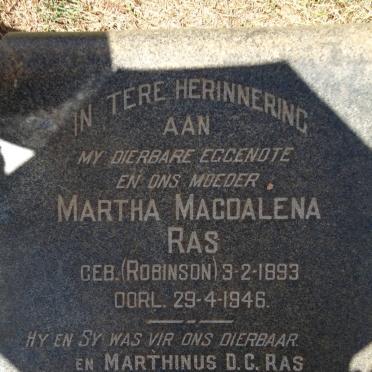 IN TERE HERINNERING
AAN
MY DIERBARE EGGENOTE
EN ONS MOEDER
MARTHA MAGDALENA
RAS
GEB. (ROBINSON) 3-2-1893
OORL. 29-4-1946.
HY EN SY WAS VIR ONS DIERBAAR
EN MARTHINUS D.G. RAS